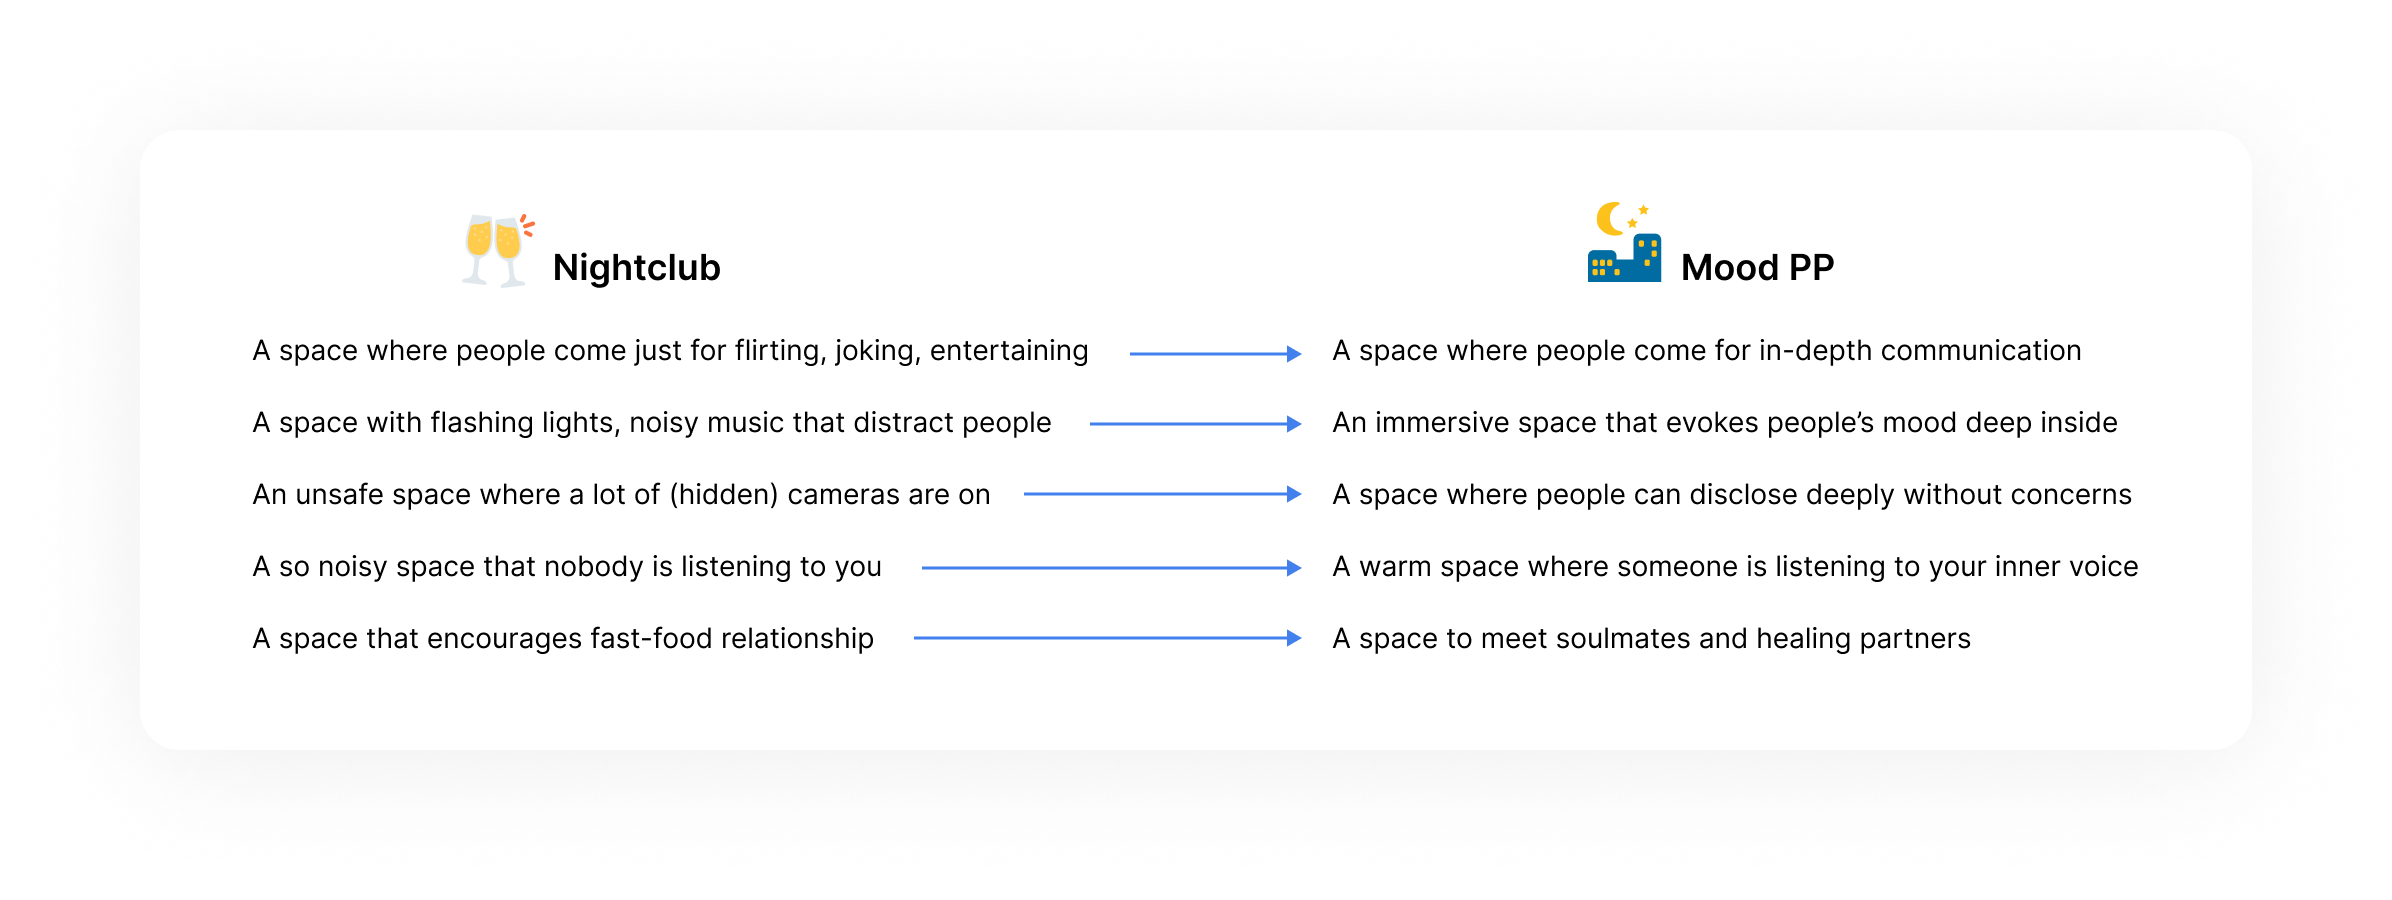 Nightclub
Mood PP
A space where people come just for flirting, joking, entertaining
A space where people come for in-depth communication
A space with flashing lights, noisy music that distract people
An immersive space that evokes people’s mood deep inside
An unsafe space where a lot of (hidden) cameras are on
A space where people can disclose deeply without concerns
A so noisy space that nobody is listening to you
A warm space where someone is listening to your inner voice
A space that encourages fast-food relationship
A space to meet soulmates and healing partners